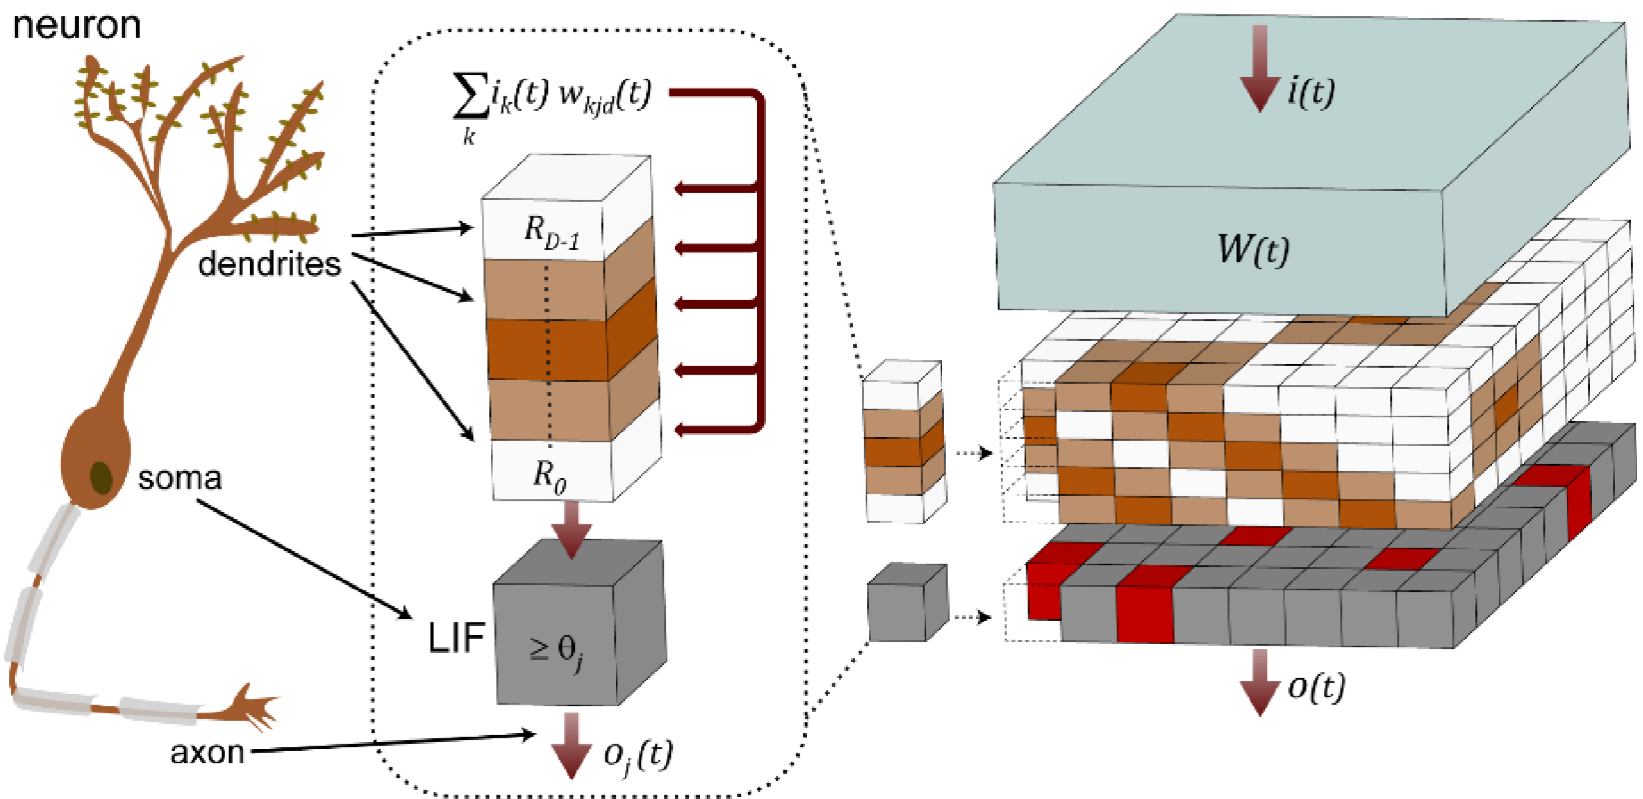 neuron
∑ i_k(t) w_kjd(t)
k
i(t)
R_D-1
W(t)
dendrites
R_0
soma
LIF
≥ θ_j
o(t)
axon
o_j(t)